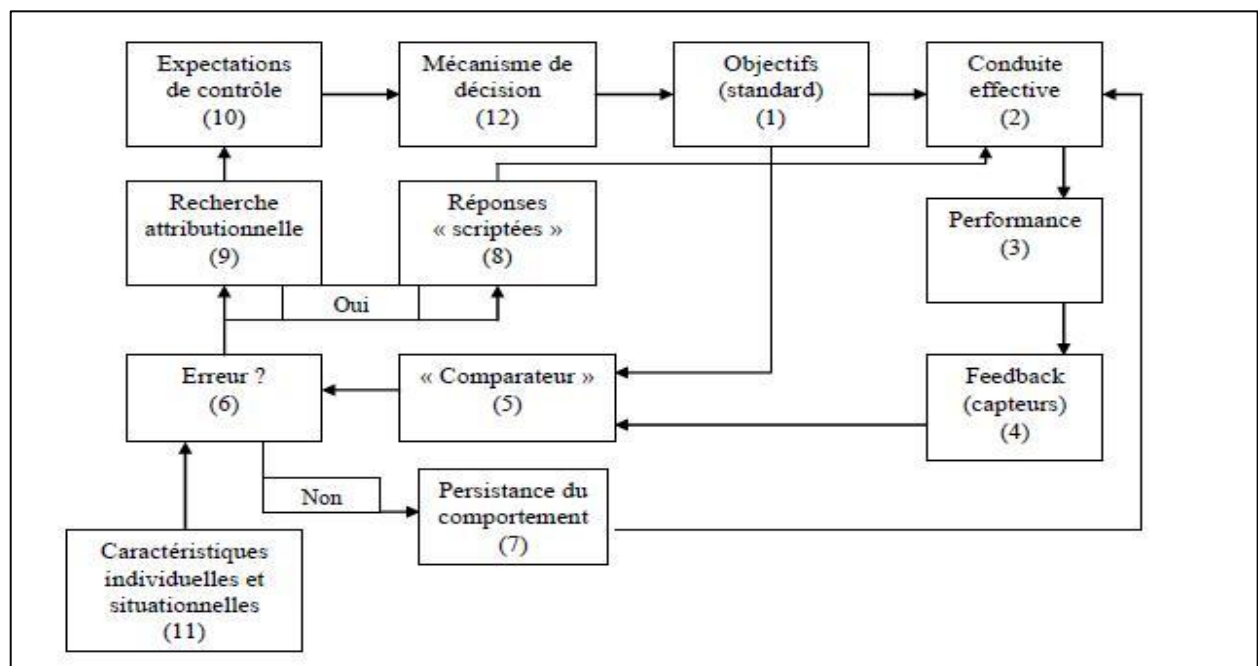 Expectations
de contrôle
(10)
Mécanisme de
décision
(12)
Objectifs
(standard)
(1)
Conduite
effective
(2)
Recherche
attributionnelle
(9)
Réponses
« scriptées »
(8)
Performance
(3)
Oui
Erreur ?
(6)
« Comparateur »
(5)
Feedback
(capteurs)
(4)
Non
Persistance du
comportement
(7)
Caractéristiques
individuelles et
situationnelles
(11)